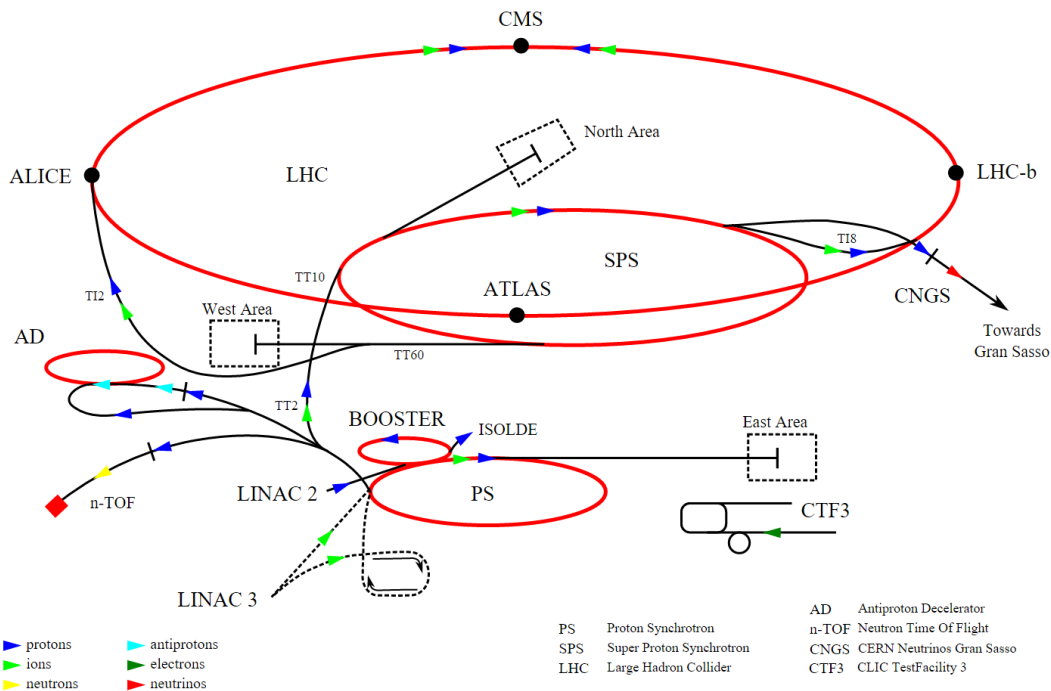 CMS
North Area
ALICE
LHC
LHC-b
TI8
SPS
TT10
TI2
ATLAS
CNGS
West Area
Towards
Gran Sasso
AD
TT60
TT2
BOOSTER
ISOLDE
East Area
LINAC 2
PS
n-TOF
CTF3
LINAC 3
protons
ions
neutrons
antiprotons
electrons
neutrinos
PS Proton Synchrotron
SPS Super Proton Synchrotron
LHC Large Hadron Collider
AD Antiproton Decelerator
n-TOF Neutron Time Of Flight
CNGS CERN Neutrinos Gran Sasso
CTF3 CLIC TestFacility 3